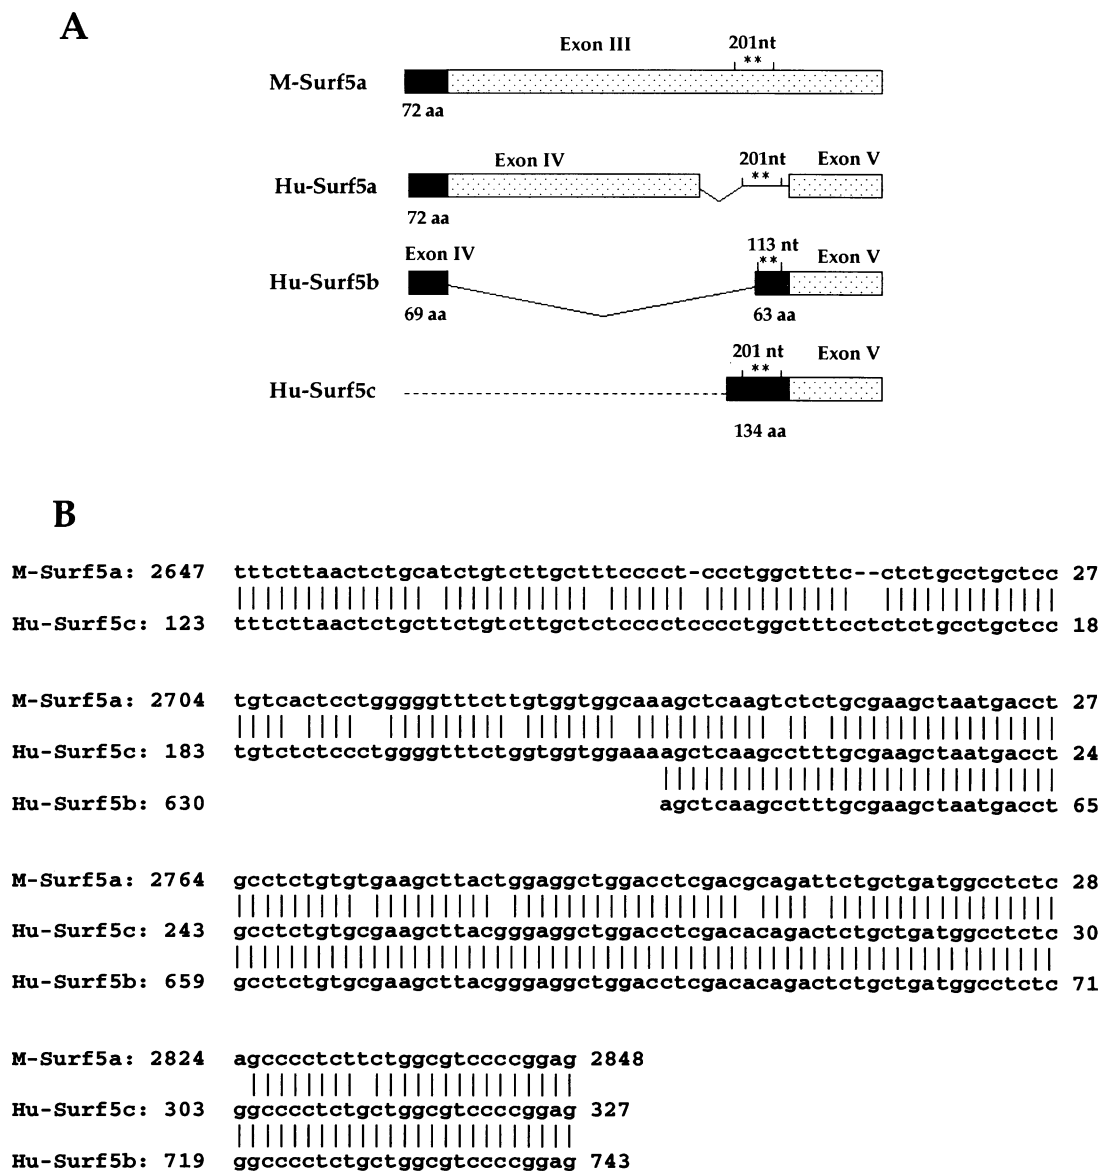 A
Exon III
201nt
**
M-Surf5a
72 aa
Exon IV
201nt
Exon V
**
Hu-Surf5a
72 aa
Exon IV
113 nt
Exon V
**
Hu-Surf5b
69 aa
63 aa
201 nt
Exon V
**
Hu-Surf5c
134 aa
B
M-Surf5a: 2647 tttcttaactctgcatctgtcttgctttcccct-ccctggctttc--ctctgcctgctcc 27
Hu-Surf5c: 123 tttcttaactctgcttctgtcttgctctcccctcccctggctttcctctctgcctgctcc 18
M-Surf5a: 2704 tgtcactcctgggggtttcttgtggtggcaaaagctcaagtctctgcgaagctaatgacct 27
Hu-Surf5c: 183 tgtctctccctggggtttctggtggtggaaaagctcaagcctttgcgaagctaatgacct 24
Hu-Surf5b: 630 agctcaagcctttgcgaagctaatgacct 65
M-Surf5a: 2764 gcctctgtgtgaagcttactggaggctggacctcgacgcagattctgctgatggcctctc 28
Hu-Surf5c: 243 gcctctgtgcgaagcttacgggaggctggacctcgacacagactctgctgatggcctctc 30
Hu-Surf5b: 659 gcctctgtgcgaagcttacgggaggctggacctcgacacagactctgctgatggcctctc 71
M-Surf5a: 2824 agcccctcttctggcgtccccggag 2848
Hu-Surf5c: 303 ggcccctctgctggcgtccccggag 327
Hu-Surf5b: 719 ggcccctctgctggcgtccccggag 743